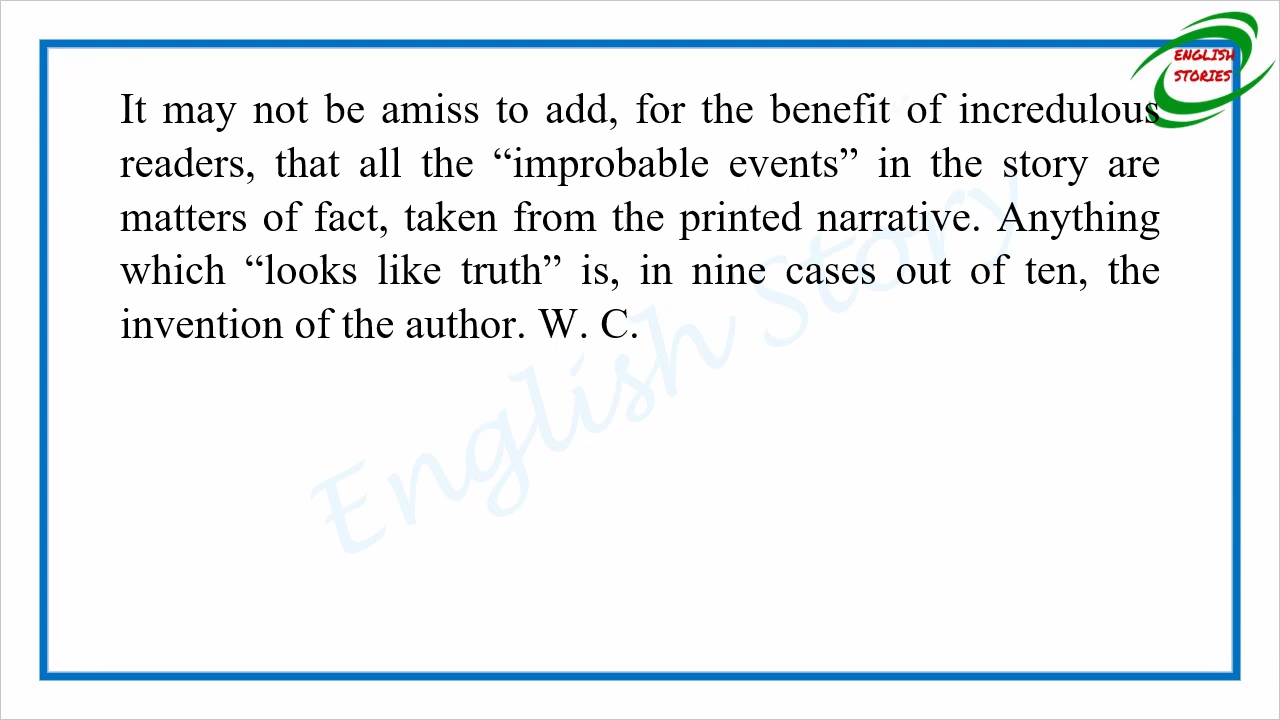 ENGLISH
STORIES
It may not be amiss to add, for the benefit of incredulous
readers, that all the “improbable events” in the story are
matters of fact, taken from the printed narrative. Anything
which “looks like truth” is, in nine cases out of ten, the
invention of the author. W. C.
English Story